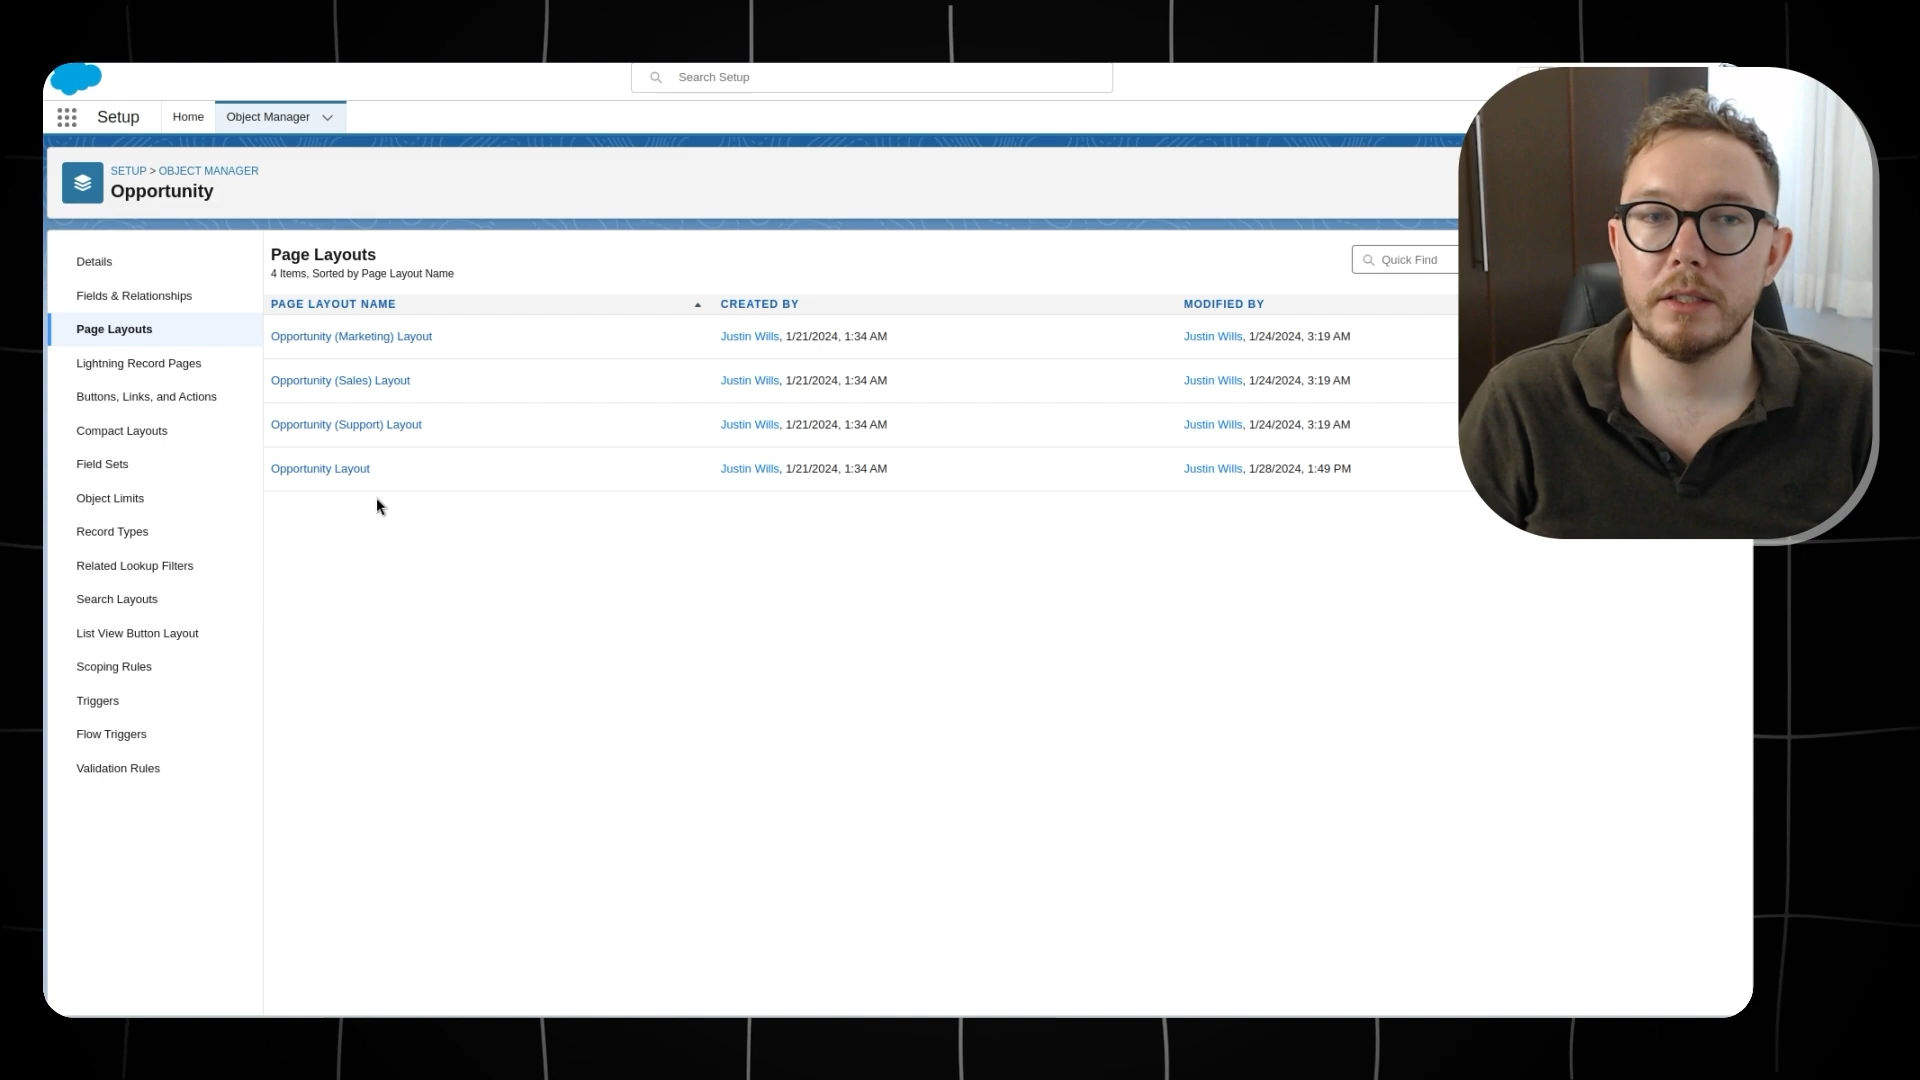 Search Setup
Setup
Home
Object Manager
SETUP > OBJECT MANAGER
Opportunity
Details
Fields & Relationships
Page Layouts
Lightning Record Pages
Buttons, Links, and Actions
Compact Layouts
Field Sets
Object Limits
Record Types
Related Lookup Filters
Search Layouts
List View Button Layout
Scoping Rules
Triggers
Flow Triggers
Validation Rules
Page Layouts
4 Items, Sorted by Page Layout Name
Quick Find
PAGE LAYOUT NAME CREATED BY MODIFIED BY
Opportunity (Marketing) Layout Justin Wills, 1/21/2024, 1:34 AM Justin Wills, 1/24/2024, 3:19 AM
Opportunity (Sales) Layout Justin Wills, 1/21/2024, 1:34 AM Justin Wills, 1/24/2024, 3:19 AM
Opportunity (Support) Layout Justin Wills, 1/21/2024, 1:34 AM Justin Wills, 1/24/2024, 3:19 AM
Opportunity Layout Justin Wills, 1/21/2024, 1:34 AM Justin Wills, 1/28/2024, 1:49 PM